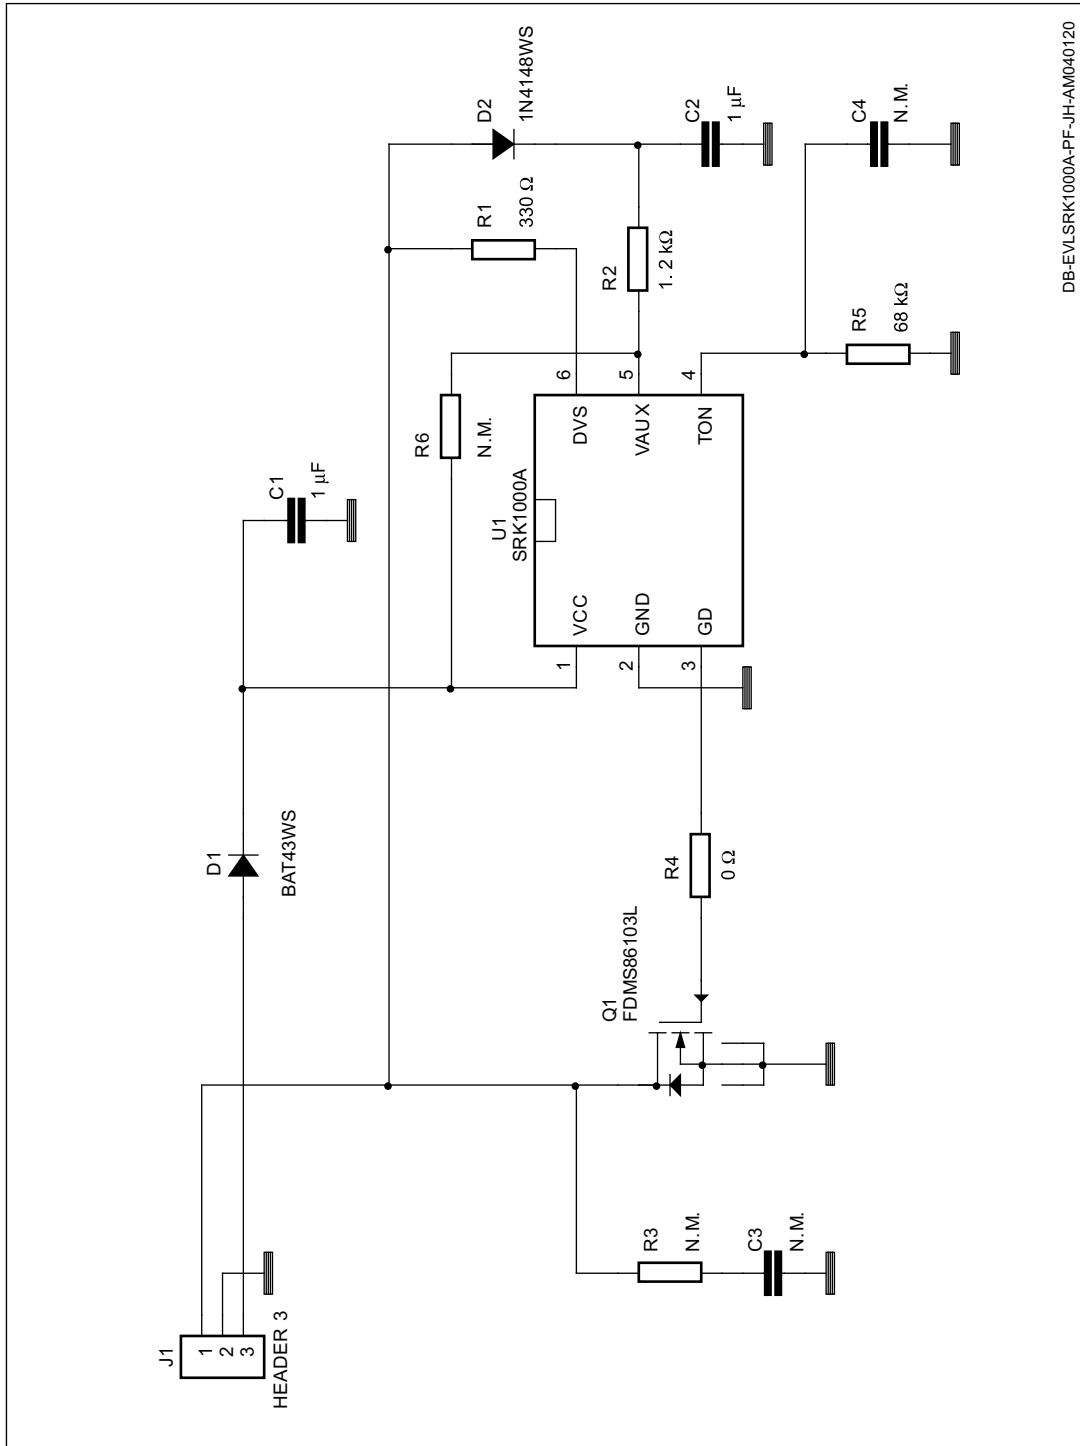 J1
1
2
3
HEADER 3
D1
BAT43WS
C1
1 µF
R3
N.M.
C3
N.M.
Q1
FDMS86103L
R4
0 Ω
R6
N.M.
U1
SRK1000A
1
VCC
2
GND
3
GD
6
DVS
5
VAUX
4
TON
R1
330 Ω
D2
1N4148WS
R2
1. 2 kΩ
C2
1 µF
R5
68 kΩ
C4
N.M.
DB-EVLSRK1000A-PF-JH-AM040120